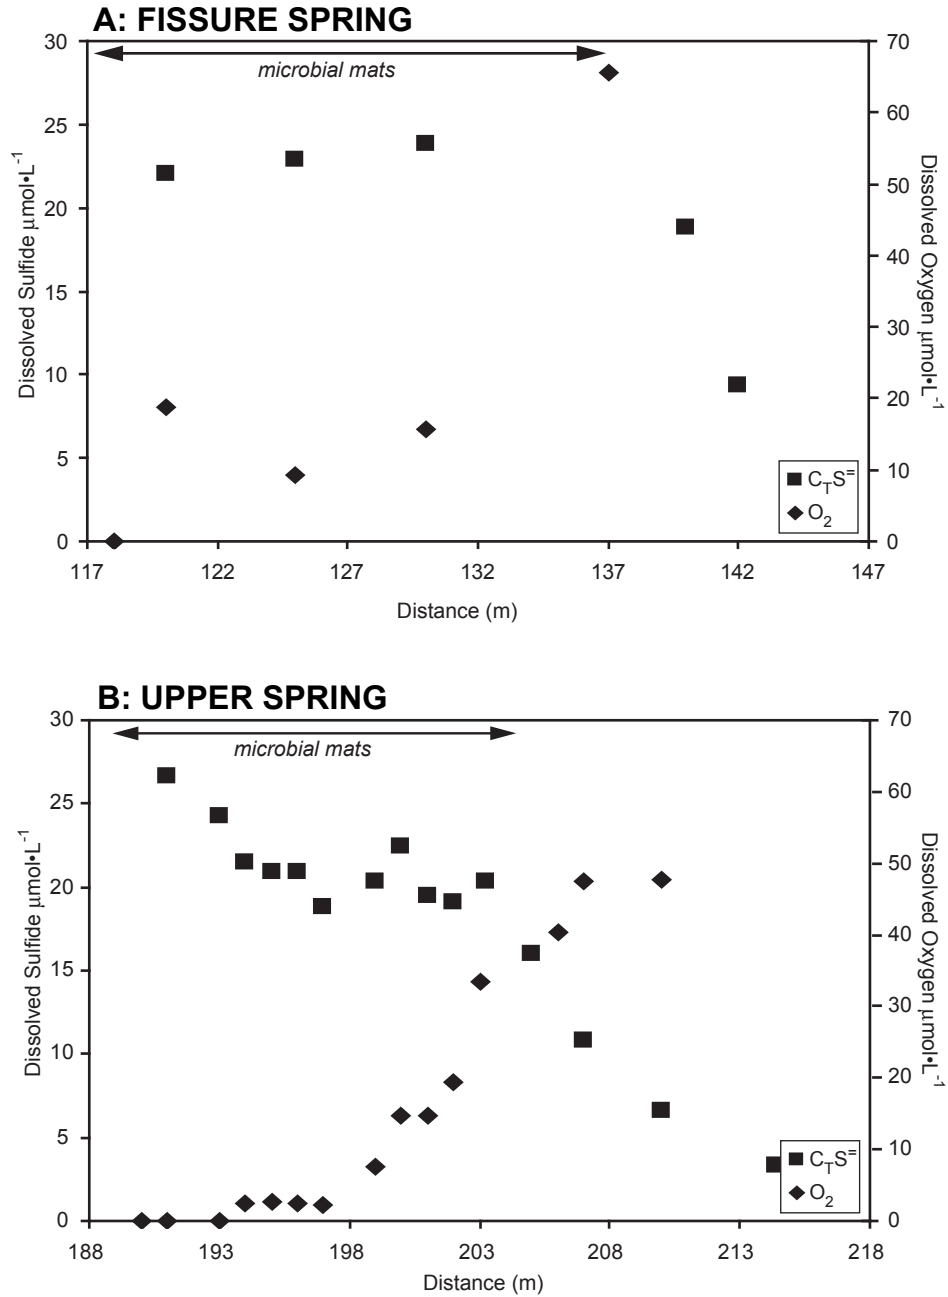 A: FISSURE SPRING
microbial mats
30
25
20
15
10
5
0
Dissolved Sulfide μmol•L⁻¹
70
60
50
40
30
20
10
0
Dissolved Oxygen μmol•L⁻¹
C_TS⁼
O₂
117 122 127 132 137 142 147
Distance (m)
B: UPPER SPRING
microbial mats
30
25
20
15
10
5
0
Dissolved Sulfide μmol•L⁻¹
70
60
50
40
30
20
10
0
Dissolved Oxygen μmol•L⁻¹
C_TS⁼
O₂
188 193 198 203 208 213 218
Distance (m)